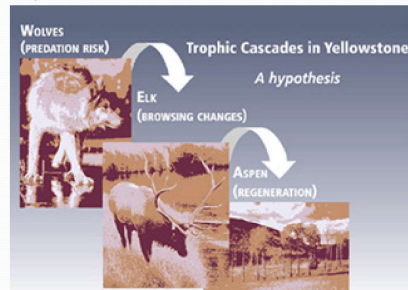 WOLVES
(PREDATION RISK)
Trophic Cascades in Yellowstone
A hypothesis
ELK
(BROWSING CHANGES)
ASPEN
(REGENERATION)